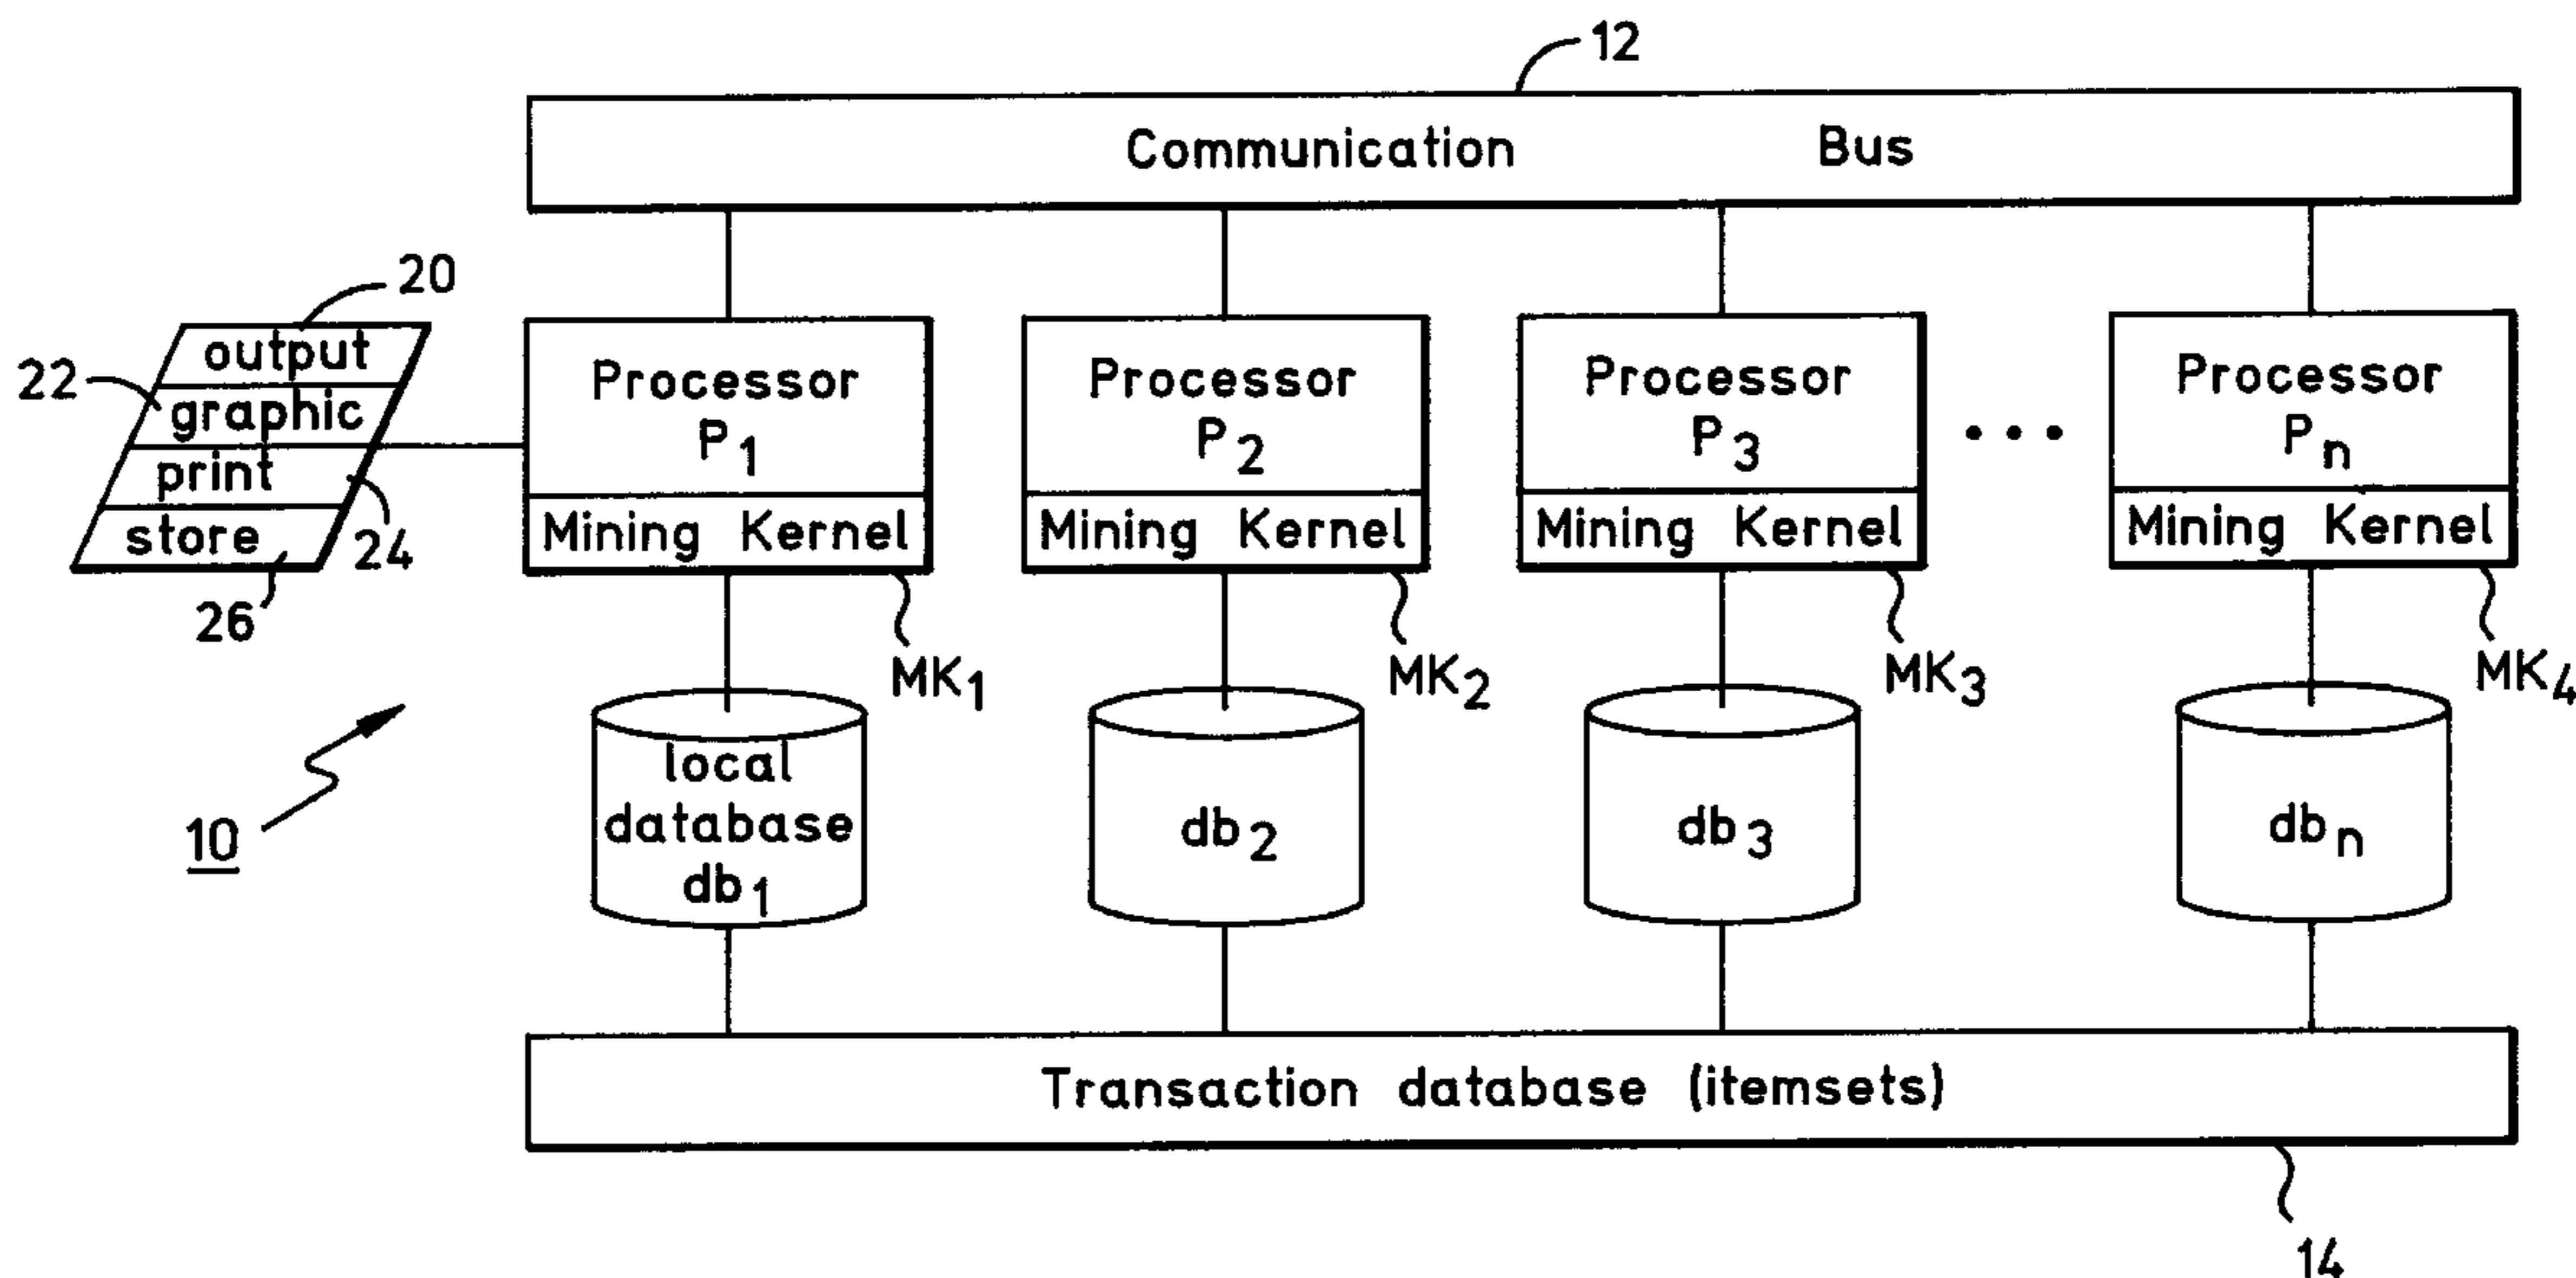 12
Communication Bus
20
output
22
graphic
print
24
store
26
Processor
P1
Mining Kernel
MK1
Processor
P2
Mining Kernel
MK2
Processor
P3
Mining Kernel
MK3
...
Processor
Pn
Mining Kernel
MK4
10
local
database
db1
db2
db3
dbn
Transaction database (itemsets)
14